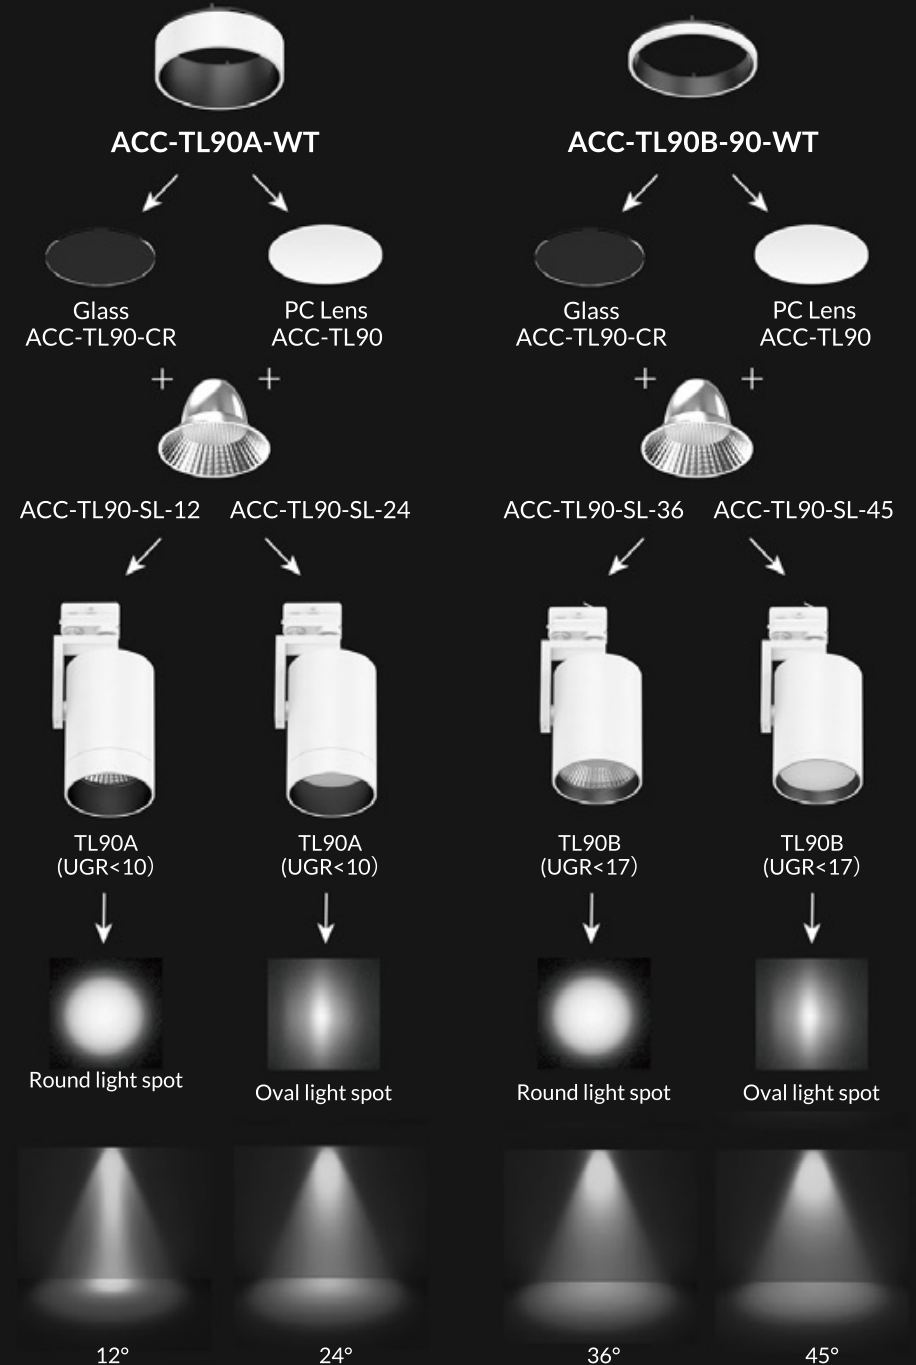 ACC-TL90A-WT
ACC-TL90B-90-WT
Glass
ACC-TL90-CR
PC Lens
ACC-TL90
Glass
ACC-TL90-CR
PC Lens
ACC-TL90
+ +
+ +
ACC-TL90-SL-12
ACC-TL90-SL-24
ACC-TL90-SL-36
ACC-TL90-SL-45
TL90A
(UGR<10)
TL90A
(UGR<10)
TL90B
(UGR<17)
TL90B
(UGR<17)
Round light spot
Oval light spot
Round light spot
Oval light spot
12°
24°
36°
45°